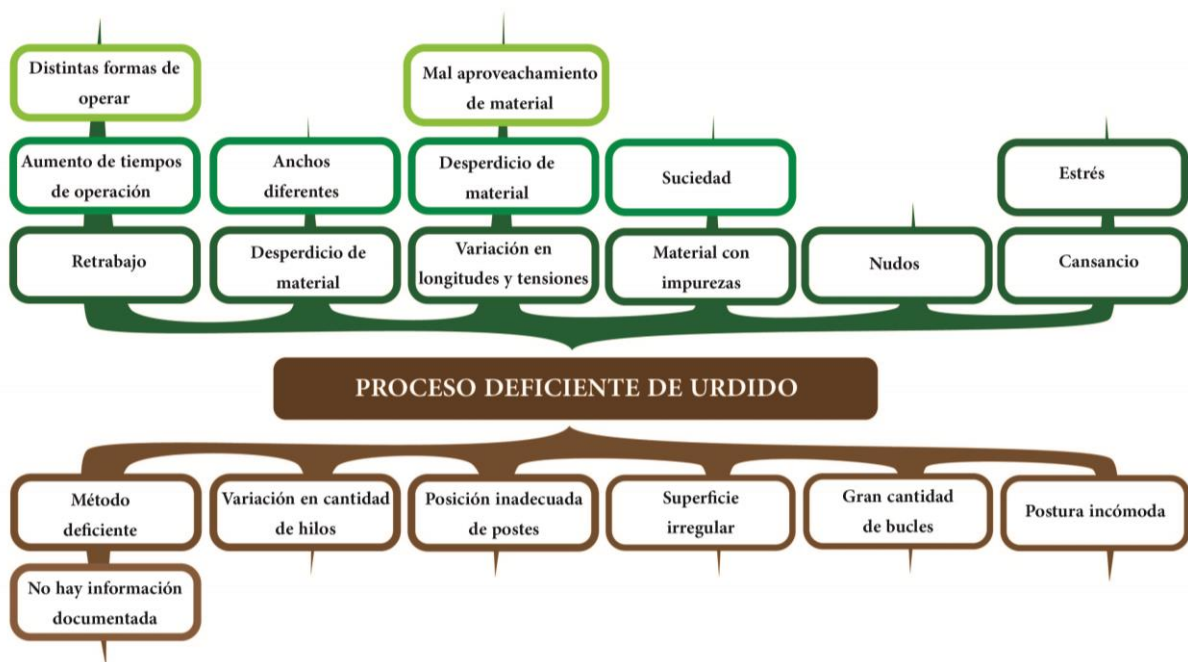 Distintas formas de
operar
Mal aproveachamiento
de material
Aumento de tiempos
de operación
Anchos
diferentes
Desperdicio de
material
Suciedad
Estrés
Retrabajo
Desperdicio de
material
Variación en
longitudes y tensiones
Material con
impurezas
Nudos
Cansancio
PROCESO DEFICIENTE DE URDIDO
Método
deficiente
Variación en cantidad
de hilos
Posición inadecuada
de postes
Superficie
irregular
Gran cantidad
de bucles
Postura incómoda
No hay información
documentada